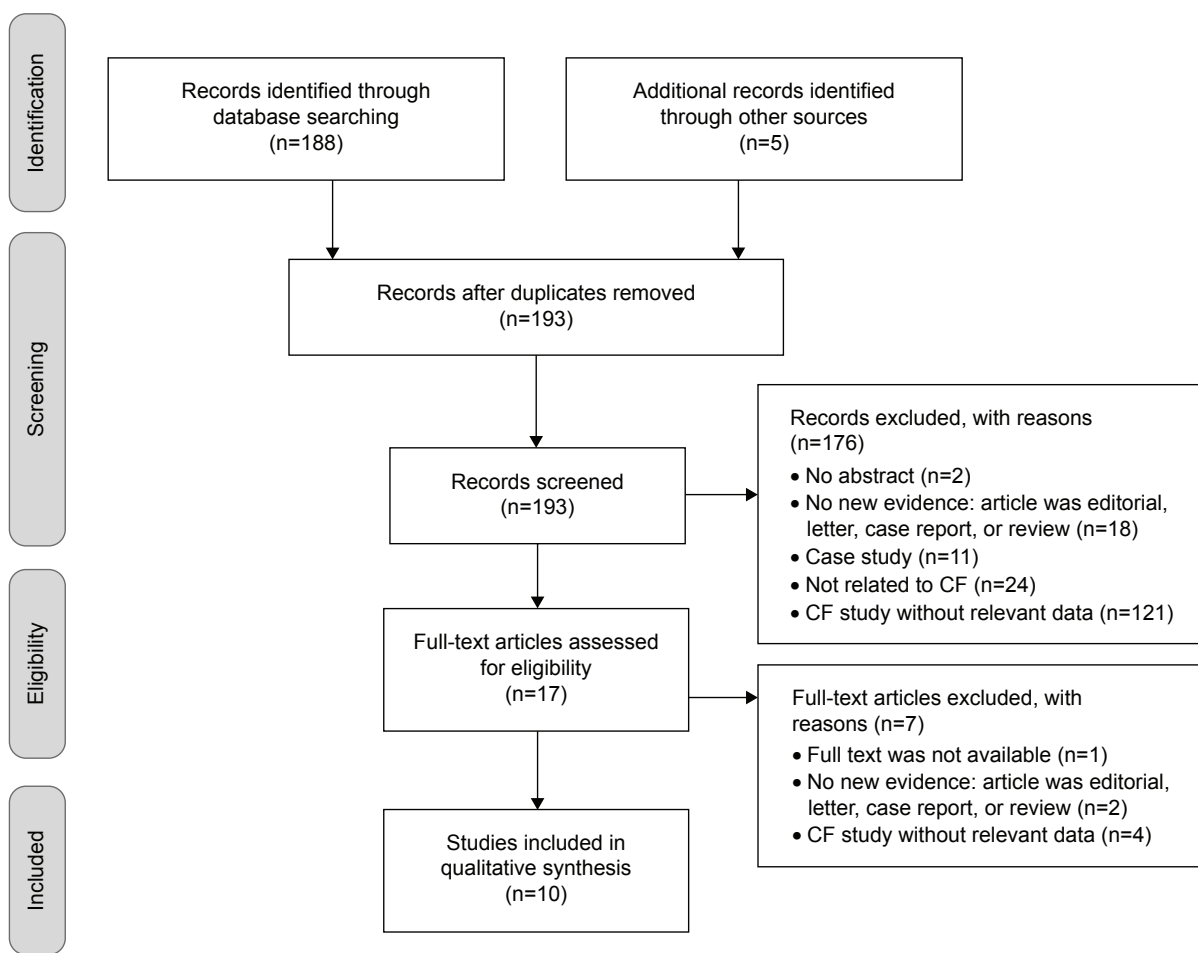 Identification
Records identified through
database searching
(n=188)
Additional records identified
through other sources
(n=5)
Screening
Records after duplicates removed
(n=193)
Records screened
(n=193)
Records excluded, with reasons
(n=176)
• No abstract (n=2)
• No new evidence: article was editorial,
letter, case report, or review (n=18)
• Case study (n=11)
• Not related to CF (n=24)
• CF study without relevant data (n=121)
Eligibility
Full-text articles assessed
for eligibility
(n=17)
Full-text articles excluded, with
reasons (n=7)
• Full text was not available (n=1)
• No new evidence: article was editorial,
letter, case report, or review (n=2)
• CF study without relevant data (n=4)
Included
Studies included in
qualitative synthesis
(n=10)